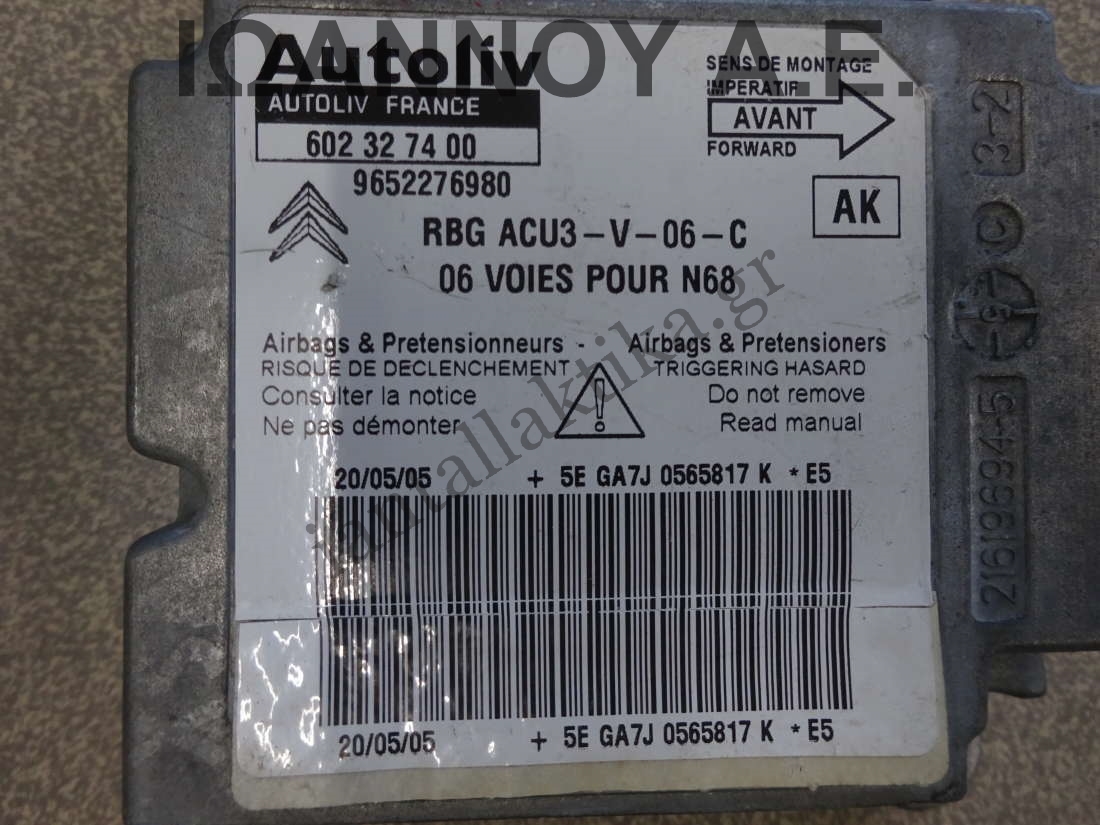 ΙΩΑΝΝΟΥ Α.Ε.
Autoliv
AUTOLIV FRANCE
602 32 74 00
9652276980
SENS DE MONTAGE
IMPERATIF
AVANT
FORWARD
AK
RBG ACU3-V-06-C
06 VOIES POUR N68
Airbags & Pretensionneurs - Airbags & Pretensioners
RISQUE DE DECLENCHEMENT TRIGGERING HASARD
Consulter la notice Do not remove
Ne pas démonter Read manual
20/05/05 + 5E GA7J 0565817 K *E5
20/05/05 + 5E GA7J 0565817 K *E5
iantallaktika.gr
3-2
21619694-5